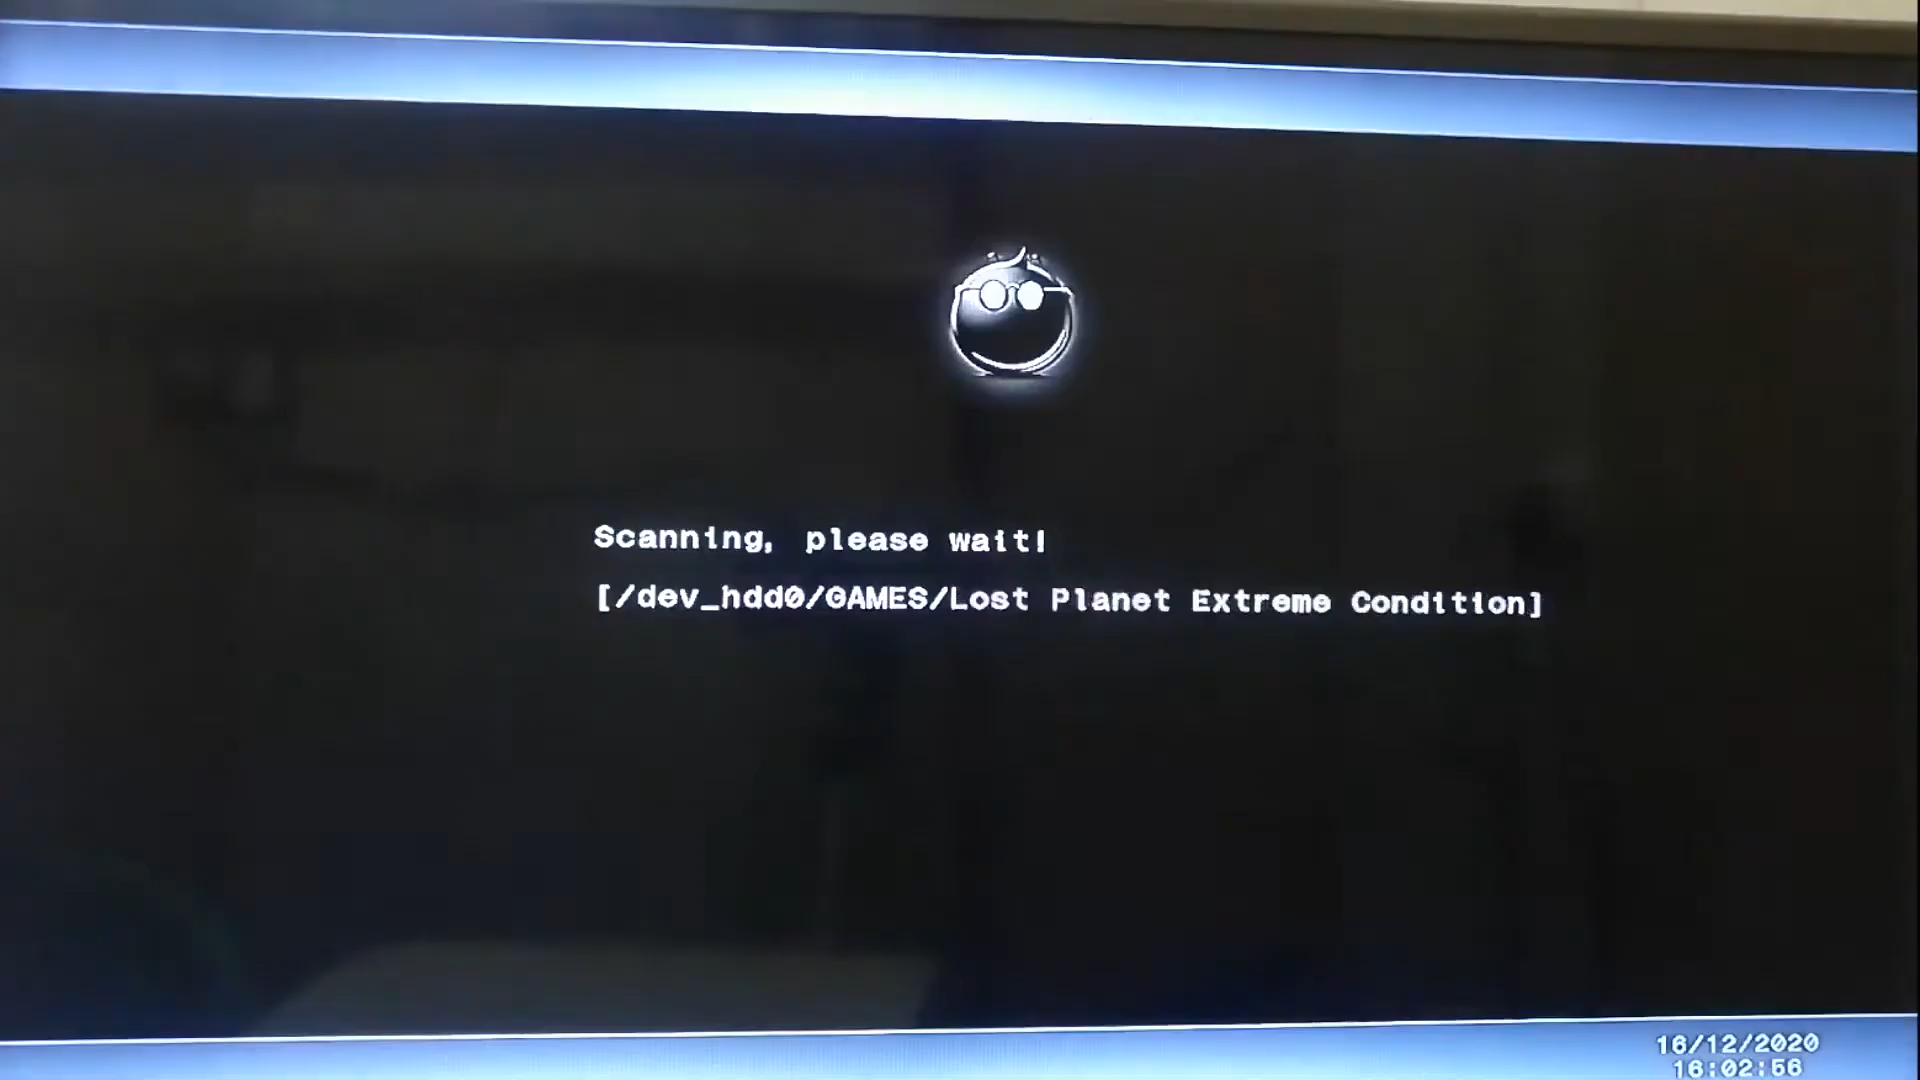 Scanning, please wait!
[/dev_hdd0/GAMES/Lost Planet Extreme Condition]
16/12/2020
16:02:56